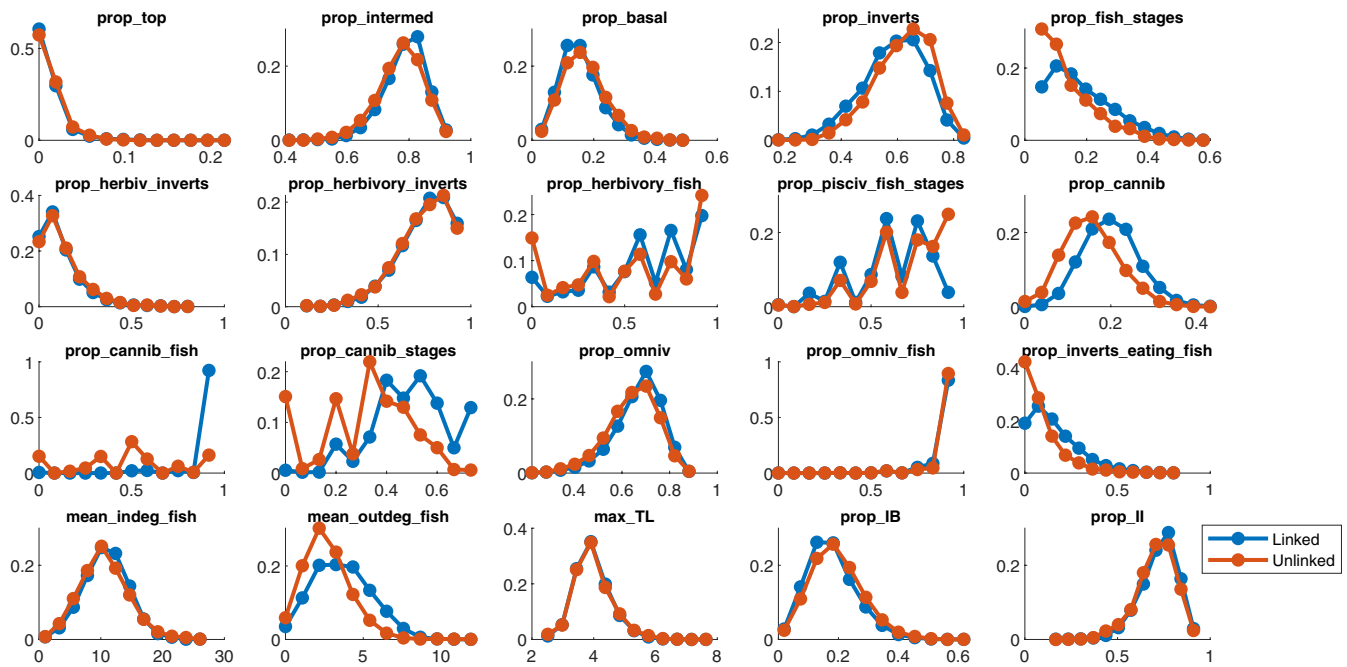 prop_top
prop_intermed
prop_basal
prop_inverts
prop_fish_stages
0.5
0
0 0.1 0.2
0.2
0
0.4 0.6 0.8 1
0.2
0
0 0.2 0.4 0.6
0.2
0.1
0
0.2 0.4 0.6 0.8
0.2
0
0 0.2 0.4 0.6
prop_herbiv_inverts
prop_herbivory_inverts
prop_herbivory_fish
prop_pisciv_fish_stages
prop_cannib
0.4
0.2
0
0 0.5 1
0.2
0.1
0
0 0.5 1
0.2
0.1
0
0 0.5 1
0.2
0
0 0.5 1
0.2
0
0 0.2 0.4
prop_cannib_fish
prop_cannib_stages
prop_omniv
prop_omniv_fish
prop_inverts_eating_fish
1
0.5
0
0 0.5 1
0.2
0.1
0
0 0.2 0.4 0.6
0.2
0
0.4 0.6 0.8 1
1
0.5
0
0 0.5 1
0.4
0.2
0
0 0.5 1
mean_indeg_fish
mean_outdeg_fish
max_TL
prop_IB
prop_II
0.2
0
0 10 20 30
0.2
0
0 5 10
0.4
0.2
0
2 4 6 8
0.2
0
0 0.2 0.4 0.6
0.2
0
0 0.5 1
Linked
Unlinked